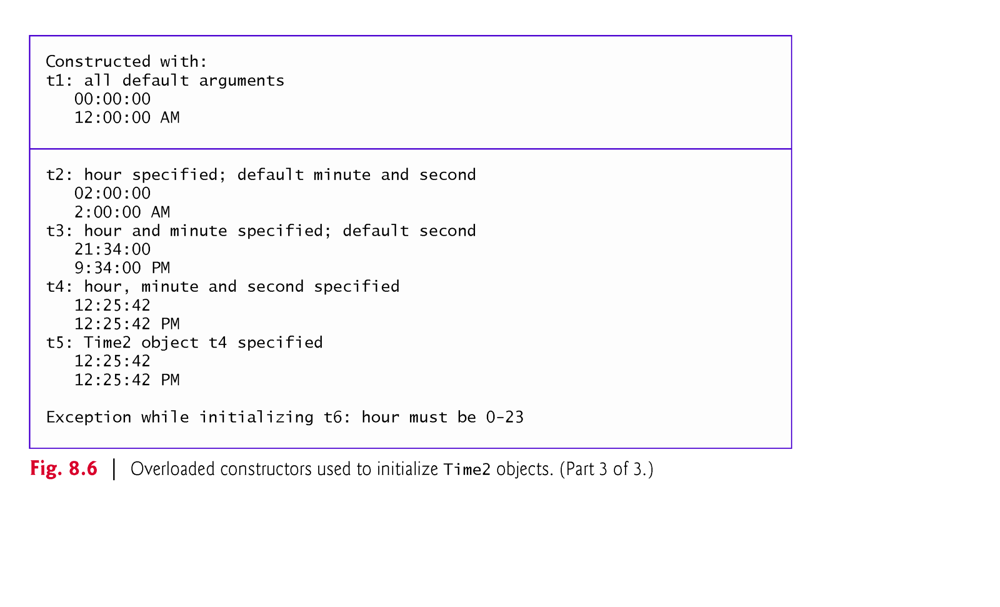 Constructed with:
t1: all default arguments
   00:00:00
   12:00:00 AM
t2: hour specified; default minute and second
   02:00:00
   2:00:00 AM
t3: hour and minute specified; default second
   21:34:00
   9:34:00 PM
t4: hour, minute and second specified
   12:25:42
   12:25:42 PM
t5: Time2 object t4 specified
   12:25:42
   12:25:42 PM
Exception while initializing t6: hour must be 0-23
Fig. 8.6 | Overloaded constructors used to initialize Time2 objects. (Part 3 of 3.)